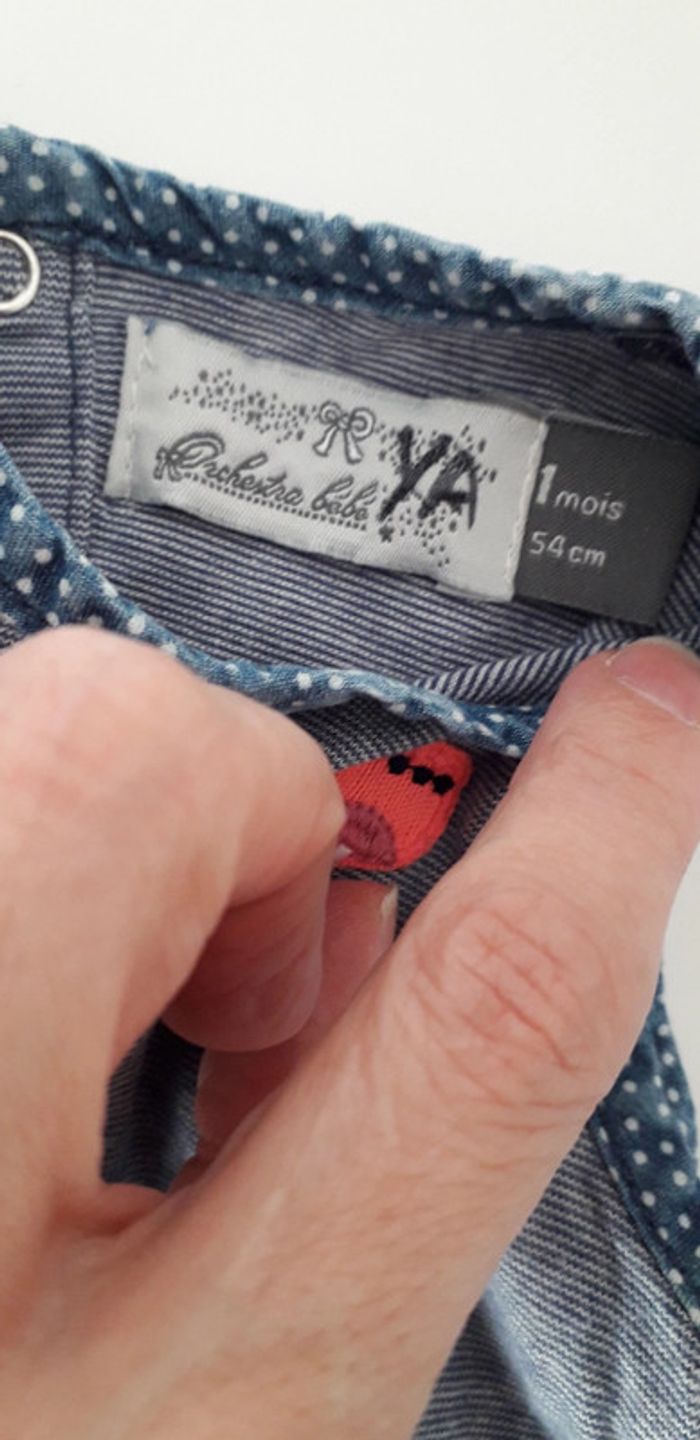 Orchestra bébé
YA
1 mois
54 cm